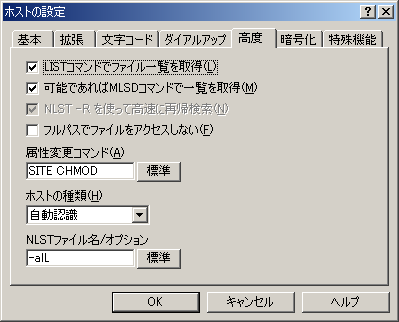 ホストの設定
基本 拡張 文字コード ダイアルアップ 高度 暗号化 特殊機能
LISTコマンドでファイル一覧を取得(L)
可能であればMLSDコマンドで一覧を取得(M)
NLST -R を使って高速に再帰検索(N)
フルパスでファイルをアクセスしない(F)
属性変更コマンド(A)
SITE CHMOD 標準
ホストの種類(H)
自動認識
NLSTファイル名/オプション
-alL 標準
OK キャンセル ヘルプ